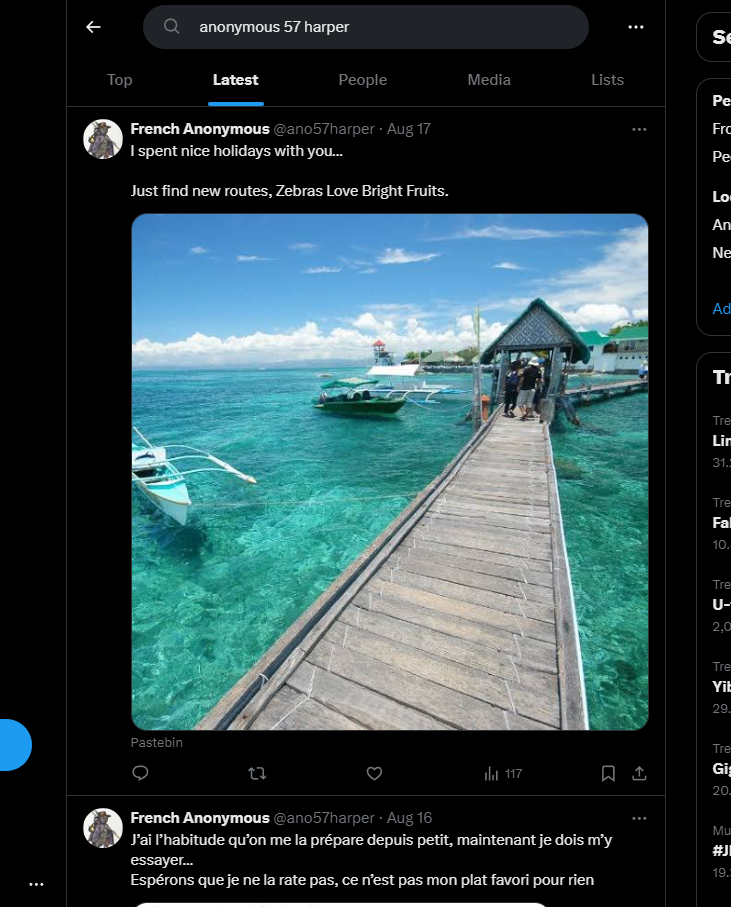 anonymous 57 harper
Top
Latest
People
Media
Lists
French Anonymous @ano57harper · Aug 17
I spent nice holidays with you...
Just find new routes, Zebras Love Bright Fruits.
Pastebin
117
French Anonymous @ano57harper · Aug 16
J'ai l'habitude qu'on me la prépare depuis petit, maintenant je dois m'y
essayer...
Espérons que je ne la rate pas, ce n'est pas mon plat favori pour rien
Se
Pe
Fro
Pe
Lo
An
Ne
Ad
Tr
Tre
Lin
31.
Tre
Fal
10.
Tre
U-
2,0
Tre
Yib
29.
Tre
Gig
20.
Mu
#JI
19.